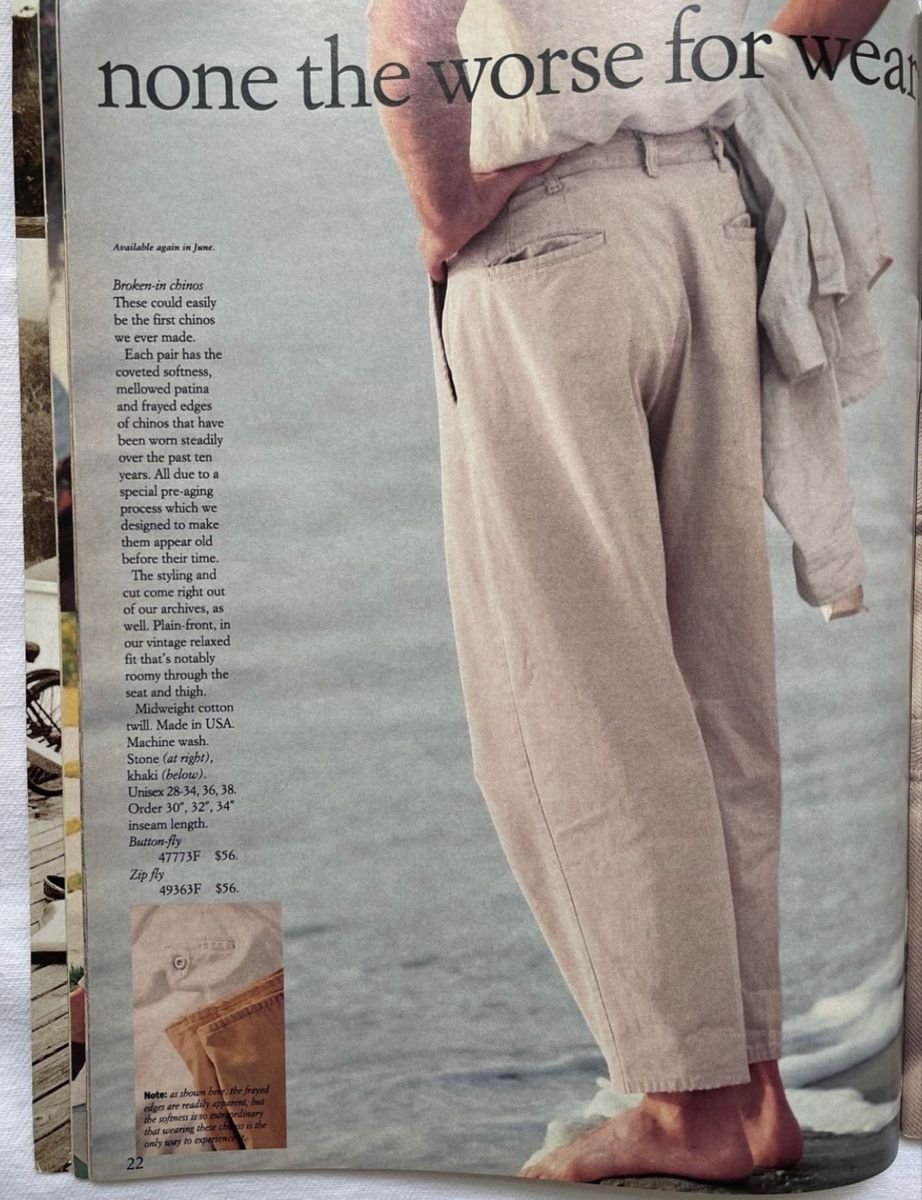 none the worse for wear
Available again in June.
Broken-in chinos
These could easily
be the first chinos
we ever made.
Each pair has the
coveted softness,
mellowed patina
and frayed edges
of chinos that have
been worn steadily
over the past ten
years. All due to a
special pre-aging
process which we
designed to make
them appear old
before their time.
The styling and
cut come right out
of our archives, as
well. Plain-front, in
our vintage relaxed
fit that's notably
roomy through the
seat and thigh.
Midweight cotton
twill. Made in USA.
Machine wash.
Stone (at right),
khaki (below).
Unisex 28-34, 36, 38.
Order 30", 32", 34"
inseam length.
Button-fly
47773F $56.
Zip fly
49363F $56.
Note: as shown here, the frayed
edges are readily apparent, but
the softness is so extraordinary
that wearing these chinos is the
only way to experience it.
22